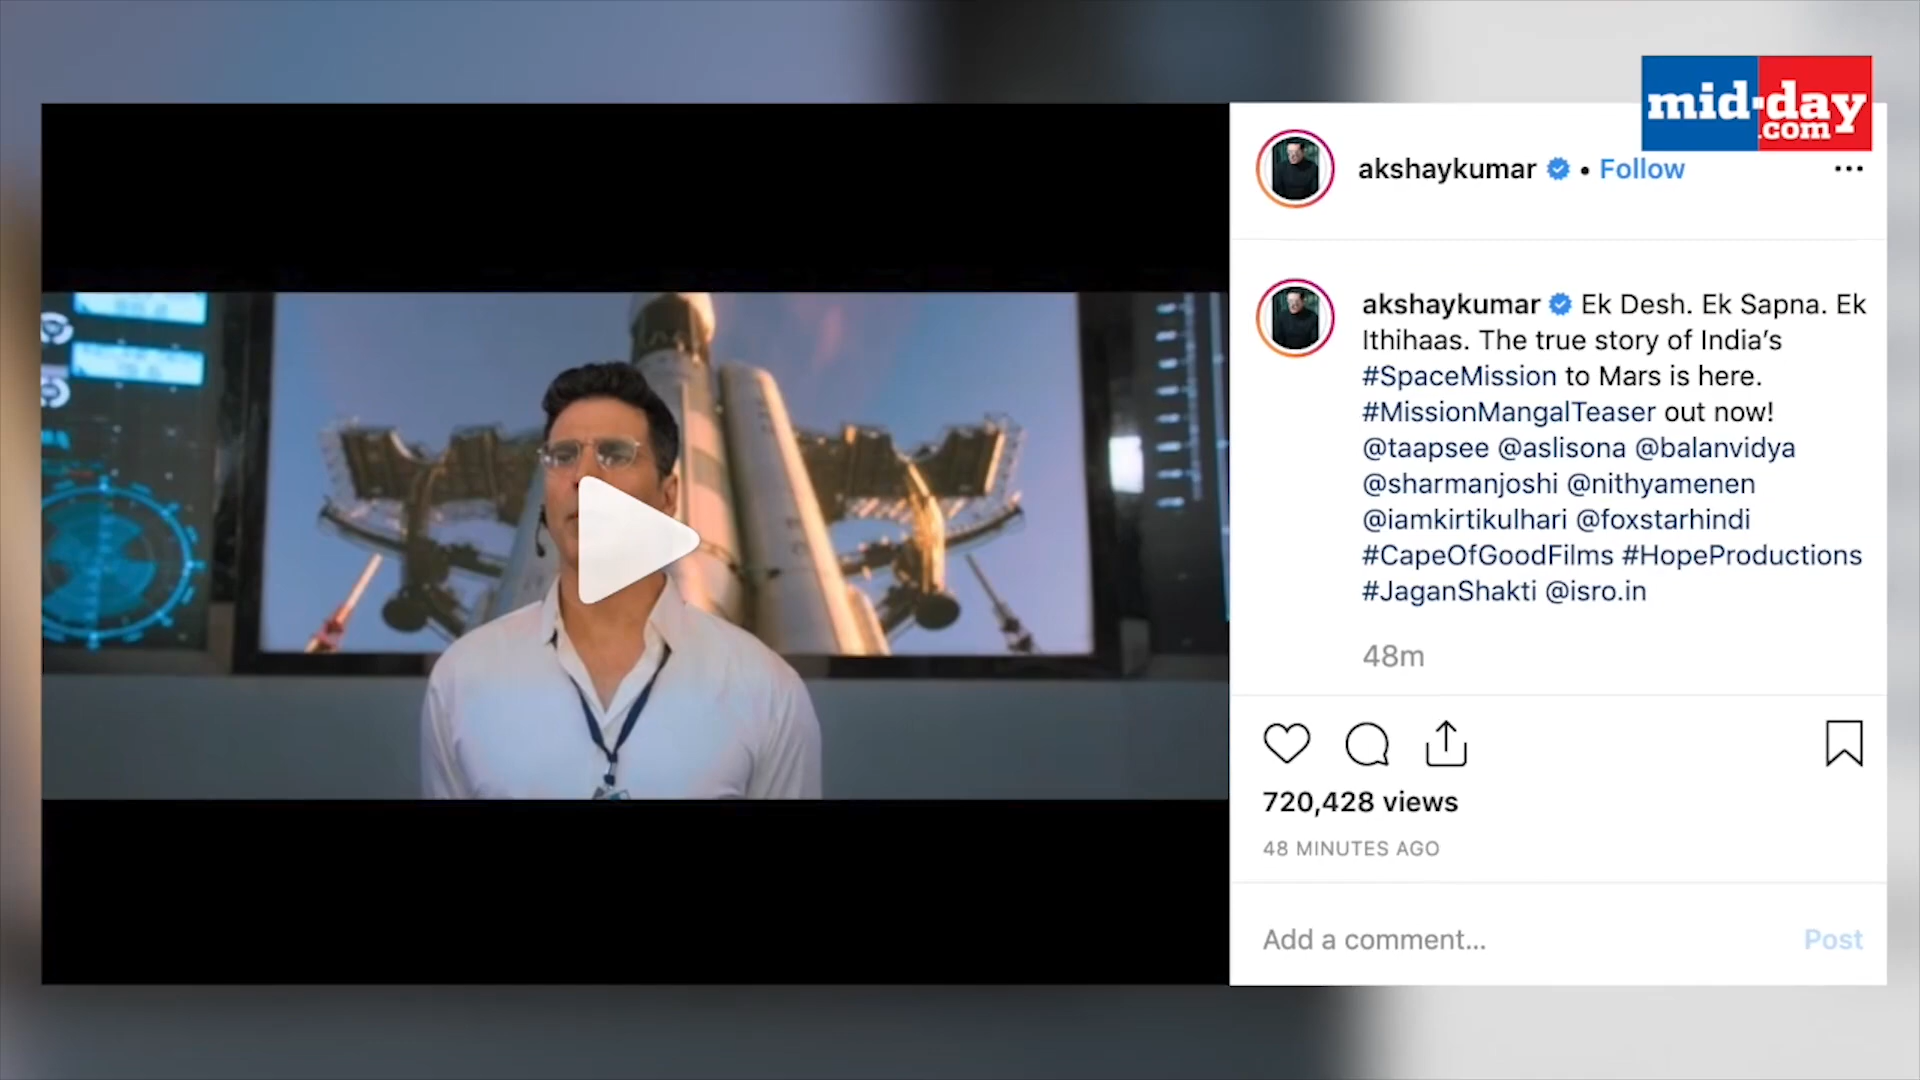 mid-day
.com
akshaykumar • Follow
akshaykumar Ek Desh. Ek Sapna. Ek
Ithihaas. The true story of India’s
#SpaceMission to Mars is here.
#MissionMangalTeaser out now!
@taapsee @aslisona @balanvidya
@sharmanjoshi @nithyamenen
@iamkirtikulhari @foxstarhindi
#CapeOfGoodFilms #HopeProductions
#JaganShakti @isro.in
48m
720,428 views
48 MINUTES AGO
Add a comment... Post